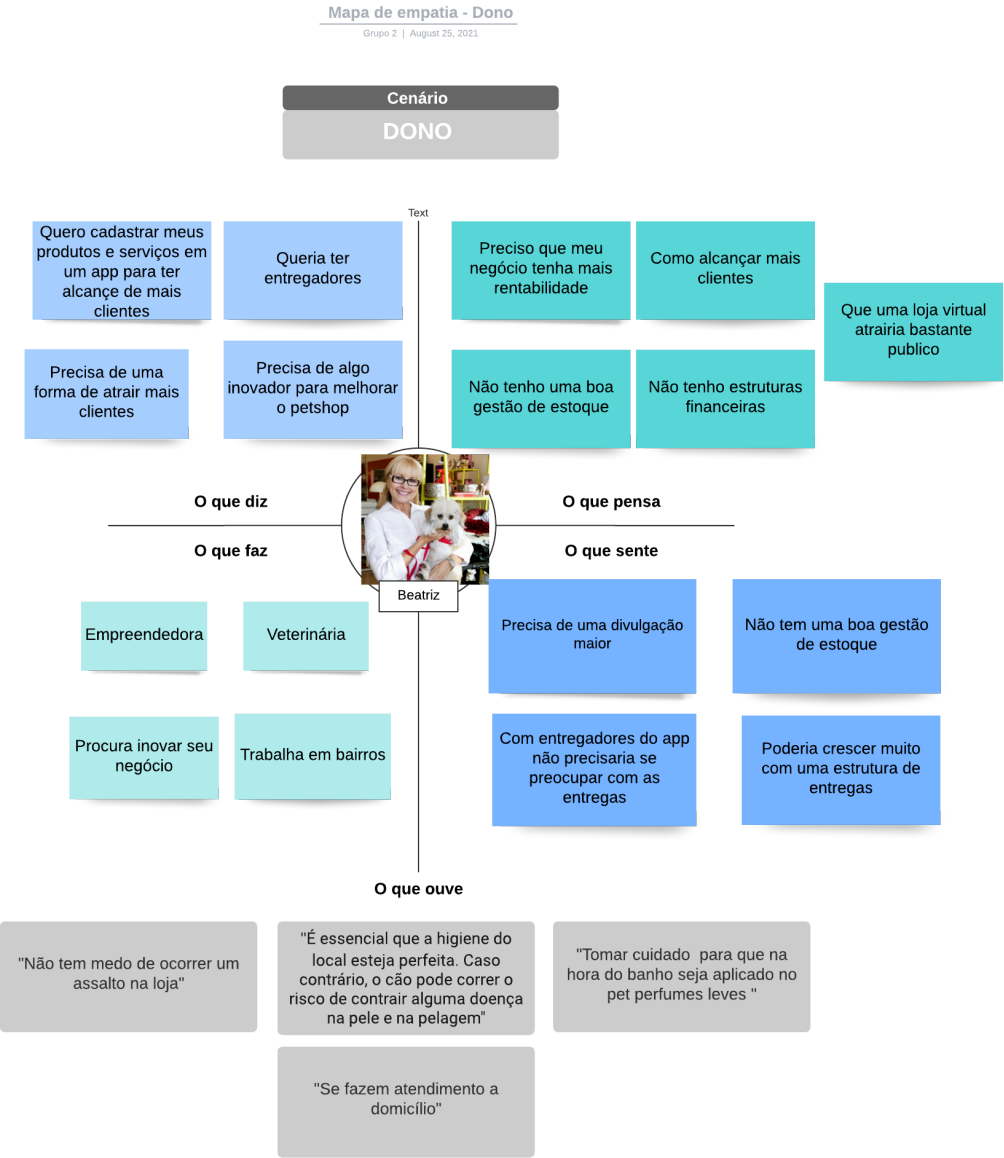 Mapa de empatia - Dono
Grupo 2 | August 25, 2021
Cenário
DONO
Text
Quero cadastrar meus
produtos e serviços em
um app para ter
alcançe de mais
clientes
Queria ter
entregadores
Precisa de uma
forma de atrair mais
clientes
Precisa de algo
inovador para melhorar
o petshop
Preciso que meu
negócio tenha mais
rentabilidade
Como alcançar mais
clientes
Que uma loja virtual
atrairia bastante
publico
Não tenho uma boa
gestão de estoque
Não tenho estruturas
financeiras
O que diz
O que pensa
O que faz
O que sente
Beatriz
Empreendedora
Veterinária
Procura inovar seu
negócio
Trabalha em bairros
Precisa de uma divulgação
maior
Não tem uma boa gestão
de estoque
Com entregadores do app
não precisaria se
preocupar com as
entregas
Poderia crescer muito
com uma estrutura de
entregas
O que ouve
"Não tem medo de ocorrer um
assalto na loja"
"É essencial que a higiene do
local esteja perfeita. Caso
contrário, o cão pode correr o
risco de contrair alguma doença
na pele e na pelagem"
"Tomar cuidado  para que na
hora do banho seja aplicado no
pet perfumes leves "
"Se fazem atendimento a
domicílio"